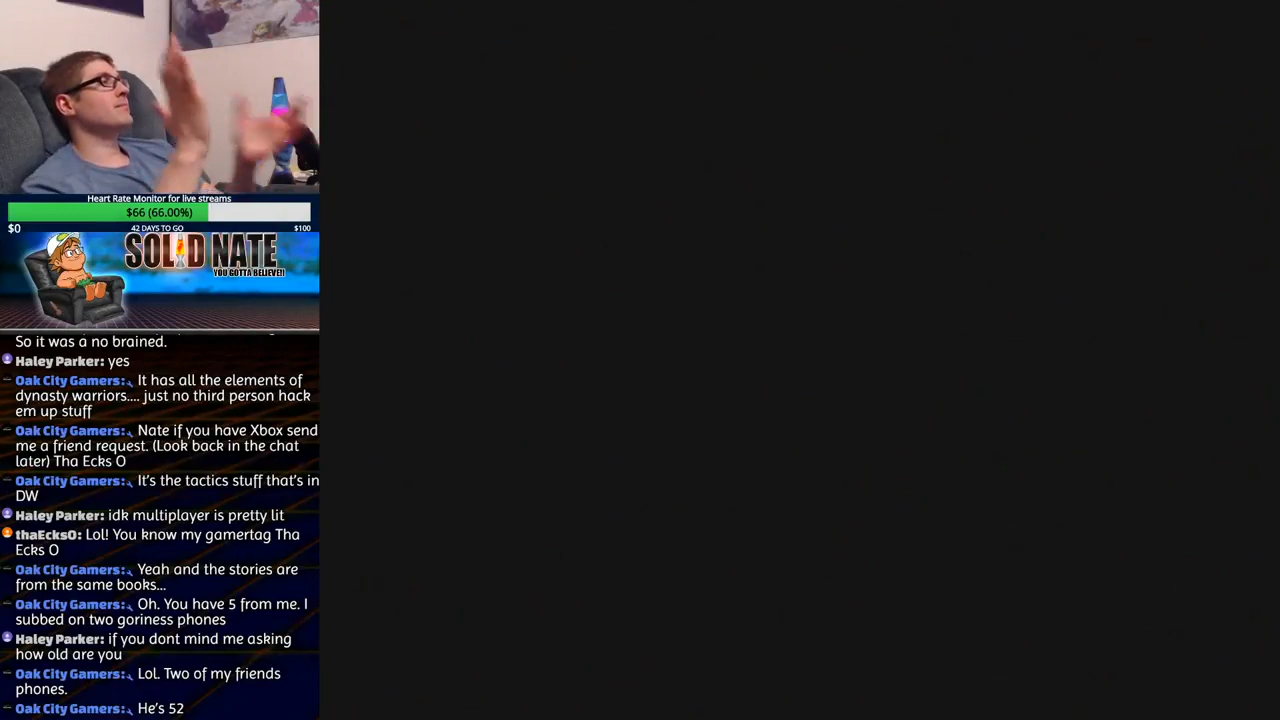 Heart Rate Monitor for live streams
$66 (66.00%)
$0 42 DAYS TO GO $100
SOLID NATE
YOU GOTTA BELIEVE!!
So it was a no brained.
Haley Parker: yes
Oak City Gamers: It has all the elements of
dynasty warriors.... just no third person hack
em up stuff
Oak City Gamers: Nate if you have Xbox send
me a friend request. (Look back in the chat
later) Tha Ecks O
Oak City Gamers: It's the tactics stuff that's in
DW
Haley Parker: idk multiplayer is pretty lit
thaEcksO: Lol! You know my gamertag Tha
Ecks O
Oak City Gamers: Yeah and the stories are
from the same books...
Oak City Gamers: Oh. You have 5 from me. I
subbed on two goriness phones
Haley Parker: if you dont mind me asking
how old are you
Oak City Gamers: Lol. Two of my friends
phones.
Oak City Gamers: He's 52